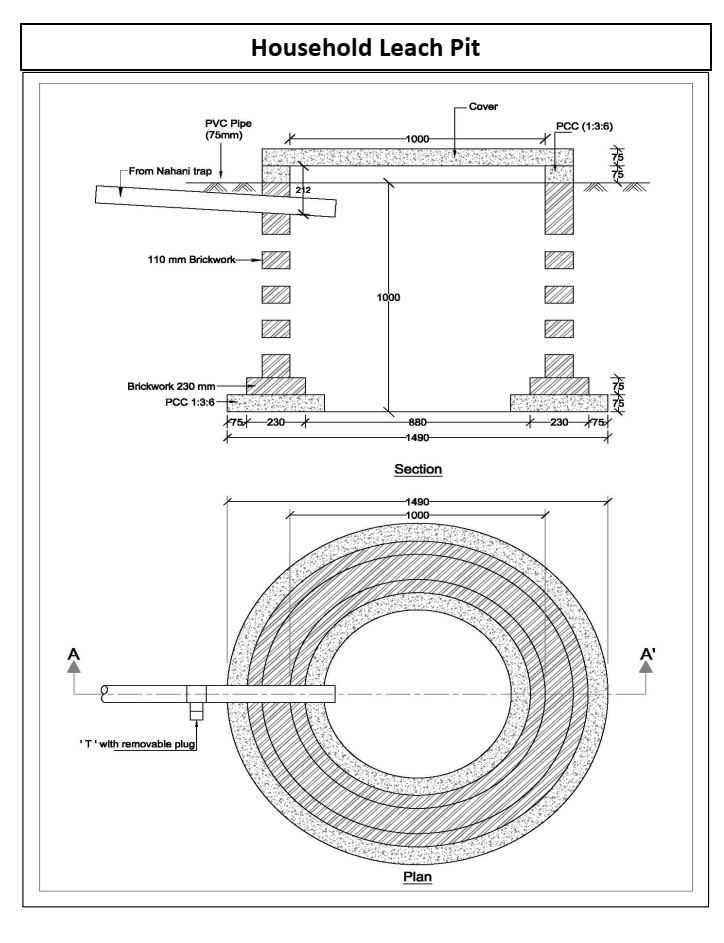 Household Leach Pit
Cover
PVC Pipe
(75mm)
1000
PCC (1:3:6)
75
75
From Nahani trap
212
110 mm Brickwork
1000
Brickwork 230 mm
75
PCC 1:3:6
75
75
230
880
230
75
1490
Section
1490
1000
A
A'
' T ' with removable plug
Plan